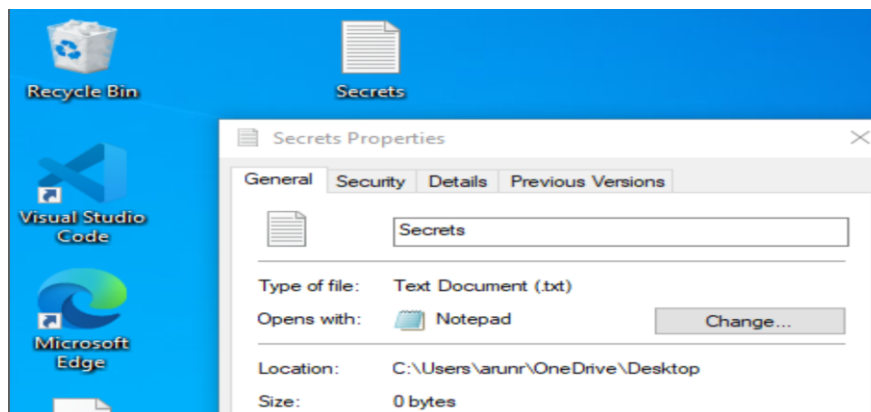 Recycle Bin
Secrets
Secrets Properties
General Security Details Previous Versions
Visual Studio
Code
Secrets
Type of file: Text Document (.txt)
Opens with: Notepad Change...
Microsoft
Edge
Location: C:\Users\arunr\OneDrive\Desktop
Size: 0 bytes